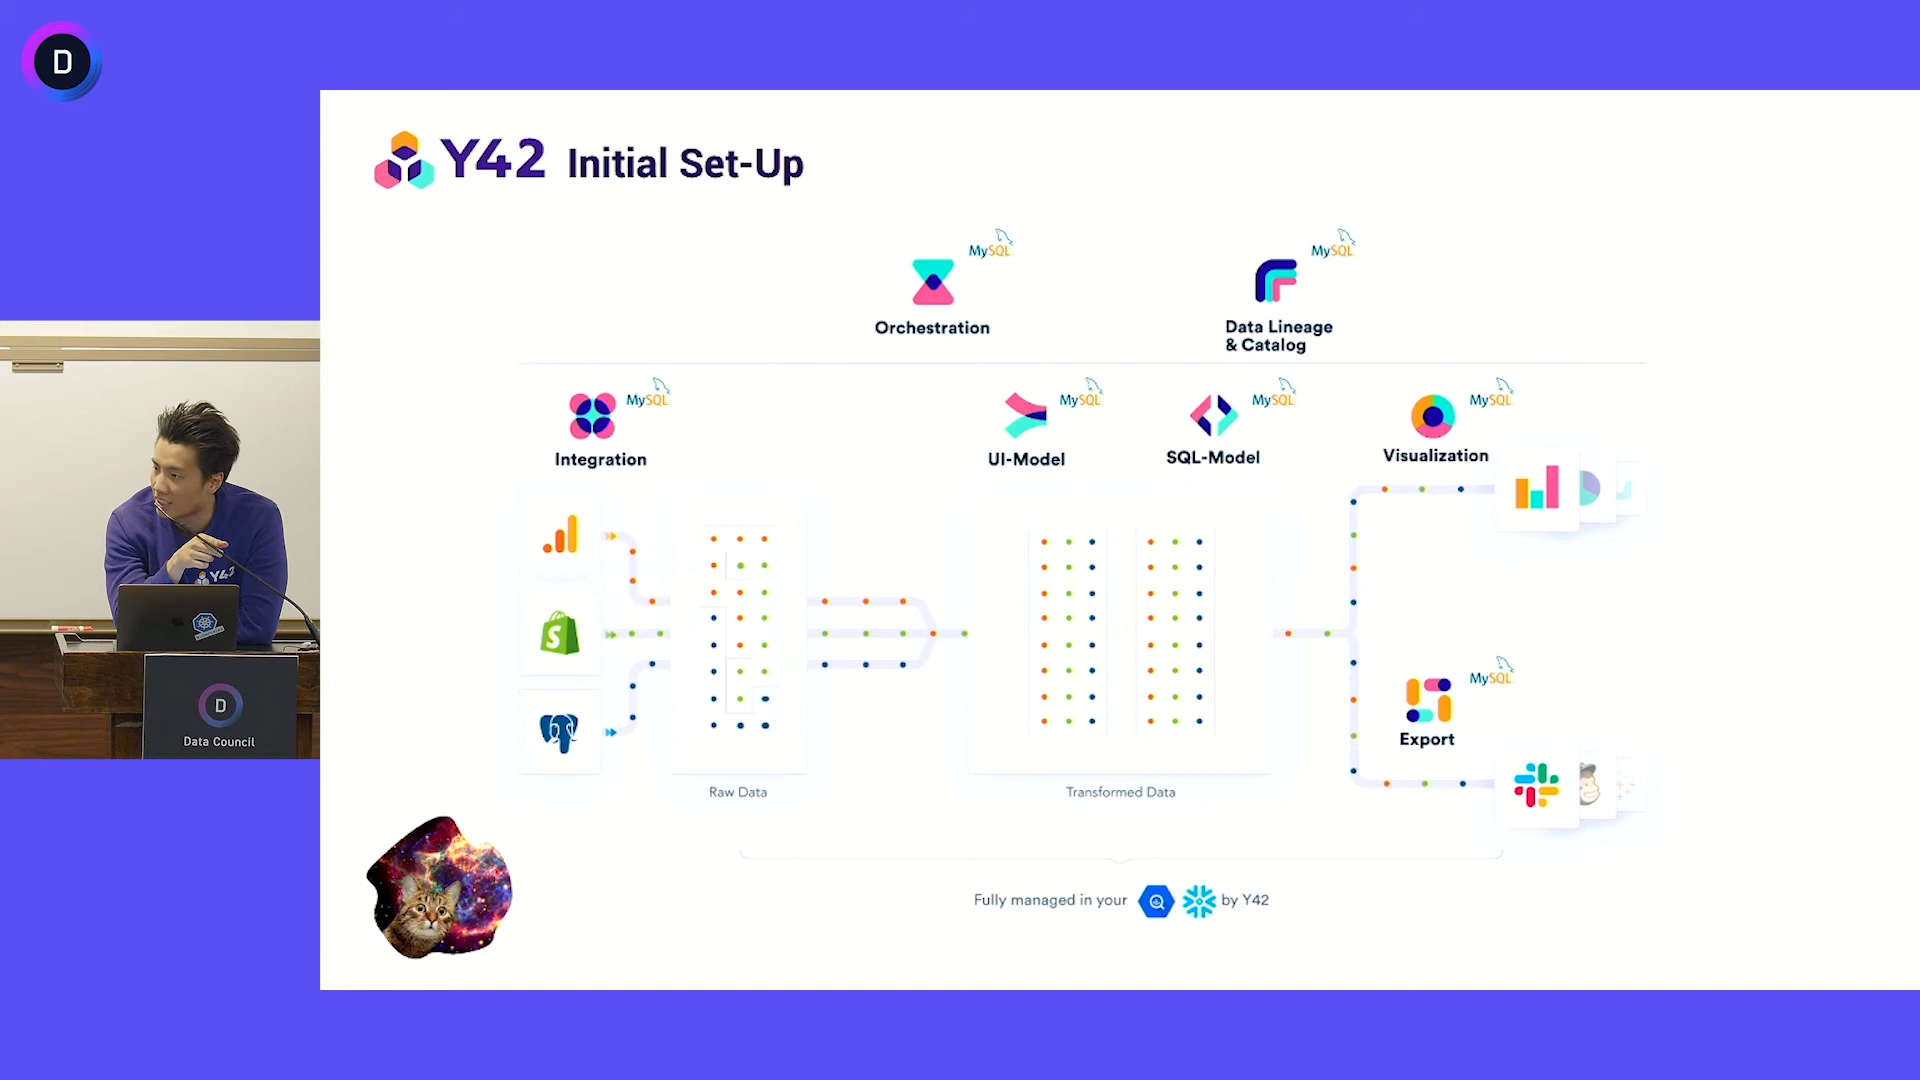 D
Y42 Initial Set-Up
MySQL
MySQL
Orchestration
Data Lineage
& Catalog
MySQL
MySQL
MySQL
MySQL
Integration
UI-Model
SQL-Model
Visualization
S
Y42
MySQL
Export
D
Data Council
Raw Data
Transformed Data
Fully managed in your
by Y42